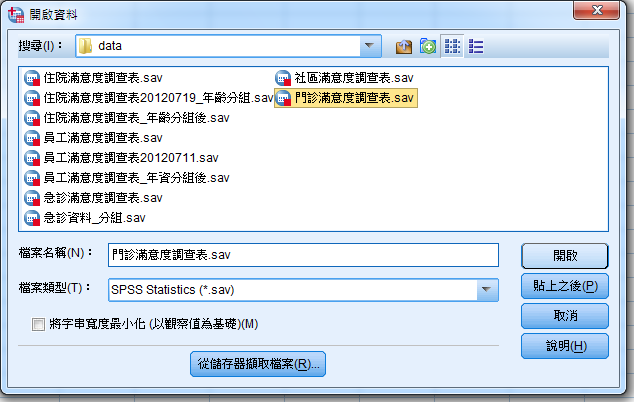 開啟資料
搜尋(I)： data
住院滿意度調查表.sav
住院滿意度調查表20120719_年齡分組.sav
住院滿意度調查表_年齡分組後.sav
員工滿意度調查表.sav
員工滿意度調查表20120711.sav
員工滿意度調查表_年資分組後.sav
急診滿意度調查表.sav
急診資料_分組.sav
社區滿意度調查表.sav
門診滿意度調查表.sav
檔案名稱(N)： 門診滿意度調查表.sav
開啟
檔案類型(T)： SPSS Statistics (*.sav)
貼上之後(P)
將字串寬度最小化 (以觀察值為基礎)(M)
取消
說明(H)
從儲存器擷取檔案(R)...